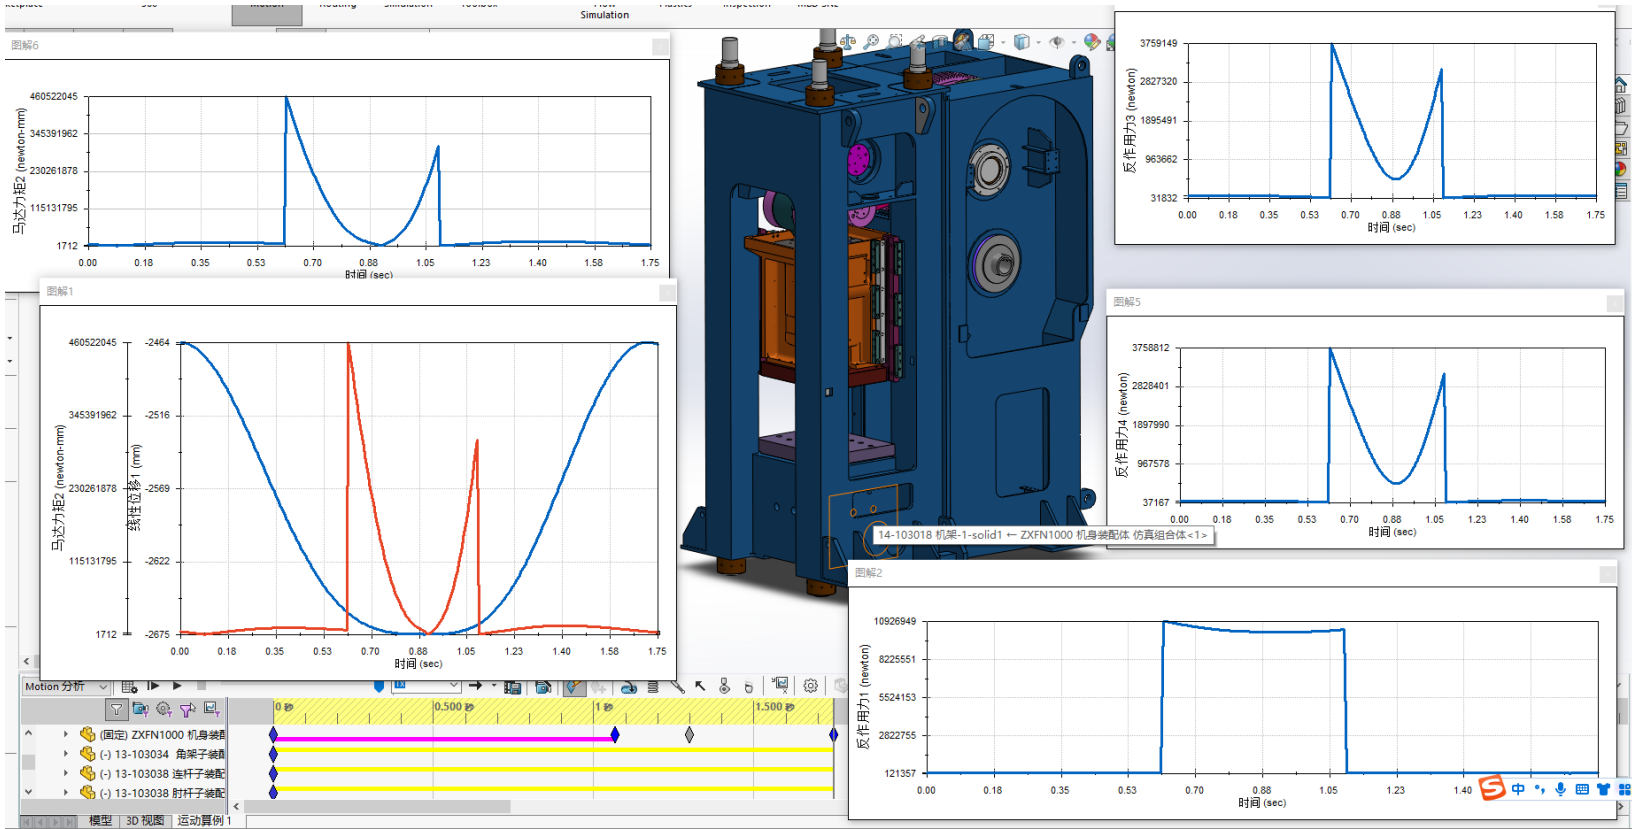 Motion
Routing
Simulation
Toolbox
Flow
Simulation
Plastics
Inspection
MBD SNL
图解6
马达力矩2 (newton-mm)
460522045
345391962
230261878
115131795
1712
0.00 0.18 0.35 0.53 0.70 0.88 1.05 1.23 1.40 1.58 1.75
时间 (sec)
图解1
马达力矩2 (newton-mm)
460522045
345391962
230261878
115131795
1712
线性位移1 (mm)
-2464
-2516
-2569
-2622
-2675
0.00 0.18 0.35 0.53 0.70 0.88 1.05 1.23 1.40 1.58 1.75
时间 (sec)
反作用力3 (newton)
3759149
2827320
1895491
963662
31832
0.00 0.18 0.35 0.53 0.70 0.88 1.05 1.23 1.40 1.58 1.75
时间 (sec)
图解5
反作用力4 (newton)
3758812
2828401
1897990
967578
37167
0.00 0.18 0.35 0.53 0.70 0.88 1.05 1.23 1.40 1.58 1.75
时间 (sec)
14-103018 机架-1-solid1 ← ZXFN1000 机身装配体 仿真组合体<1>
图解2
反作用力1 (newton)
10926949
8225551
5524153
2822755
121357
0.00 0.18 0.35 0.53 0.70 0.88 1.05 1.23 1.40
时间 (sec)
中
Motion 分析
1x
0 秒 0.500 秒 1 秒 1.500 秒
(固定) ZXFN1000 机身装配
(-) 13-103034 角架子装配
(-) 13-103038 连杆子装配
(-) 13-103038 肘杆子装配
模型 3D 视图 运动算例 1